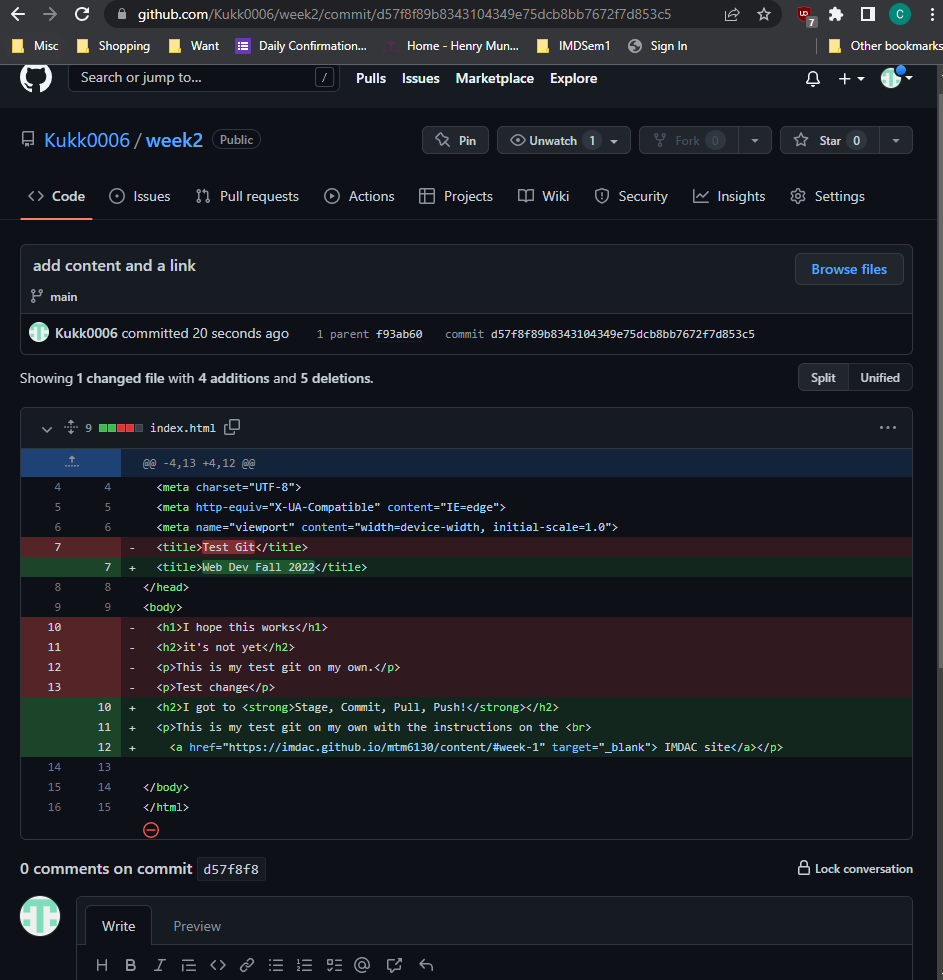 github.com/Kukk0006/week2/commit/d57f8f89b8343104349e75dcb8bb7672f7d853c5
7
C
Misc Shopping Want Daily Confirmation... Home - Henry Mun... IMDSem1 Sign In Other bookmarks
Search or jump to... / Pulls Issues Marketplace Explore
Kukk0006 / week2 Public Pin Unwatch 1 Fork 0 Star 0
Code Issues Pull requests Actions Projects Wiki Security Insights Settings
add content and a link
Browse files
main
Kukk0006 committed 20 seconds ago 1 parent f93ab60 commit d57f8f89b8343104349e75dcb8bb7672f7d853c5
Showing 1 changed file with 4 additions and 5 deletions.
Split Unified
9 index.html
@@ -4,13 +4,12 @@
4 4 <meta charset="UTF-8">
5 5 <meta http-equiv="X-UA-Compatible" content="IE=edge">
6 6 <meta name="viewport" content="width=device-width, initial-scale=1.0">
7 - <title>Test Git</title>
7 + <title>Web Dev Fall 2022</title>
8 8 </head>
9 9 <body>
10 - <h1>I hope this works</h1>
11 - <h2>it's not yet</h2>
12 - <p>This is my test git on my own.</p>
13 - <p>Test change</p>
10 + <h2>I got to <strong>Stage, Commit, Pull, Push!</strong></h2>
11 + <p>This is my test git on my own with the instructions on the <br>
12 + <a href="https://imdac.github.io/mtm6130/content/#week-1" target="_blank"> IMDAC site</a></p>
14 13
15 14 </body>
16 15 </html>
0 comments on commit d57f8f8
Lock conversation
Write Preview
H B I <> @